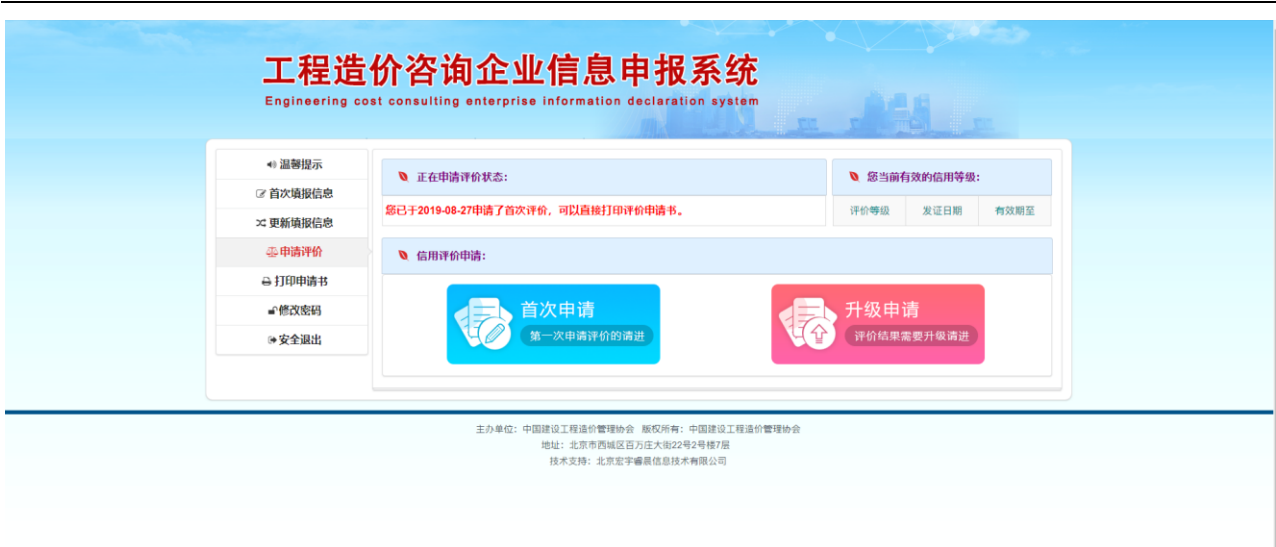 工程造价咨询企业信息申报系统
Engineering cost consulting enterprise information declaration system
温馨提示
首次填报信息
更新填报信息
申请评价
打印申请书
修改密码
安全退出
正在申请评价状态：
您已于2019-08-27申请了首次评价，可以直接打印评价申请书。
您当前有效的信用等级：
评价等级 发证日期 有效期至
信用评价申请：
首次申请
第一次申请评价的请进
升级申请
评价结果需要升级请进
主办单位：中国建设工程造价管理协会 版权所有：中国建设工程造价管理协会
地址：北京市西城区百万庄大街22号2号楼7层
技术支持：北京宏宇睿晨信息技术有限公司